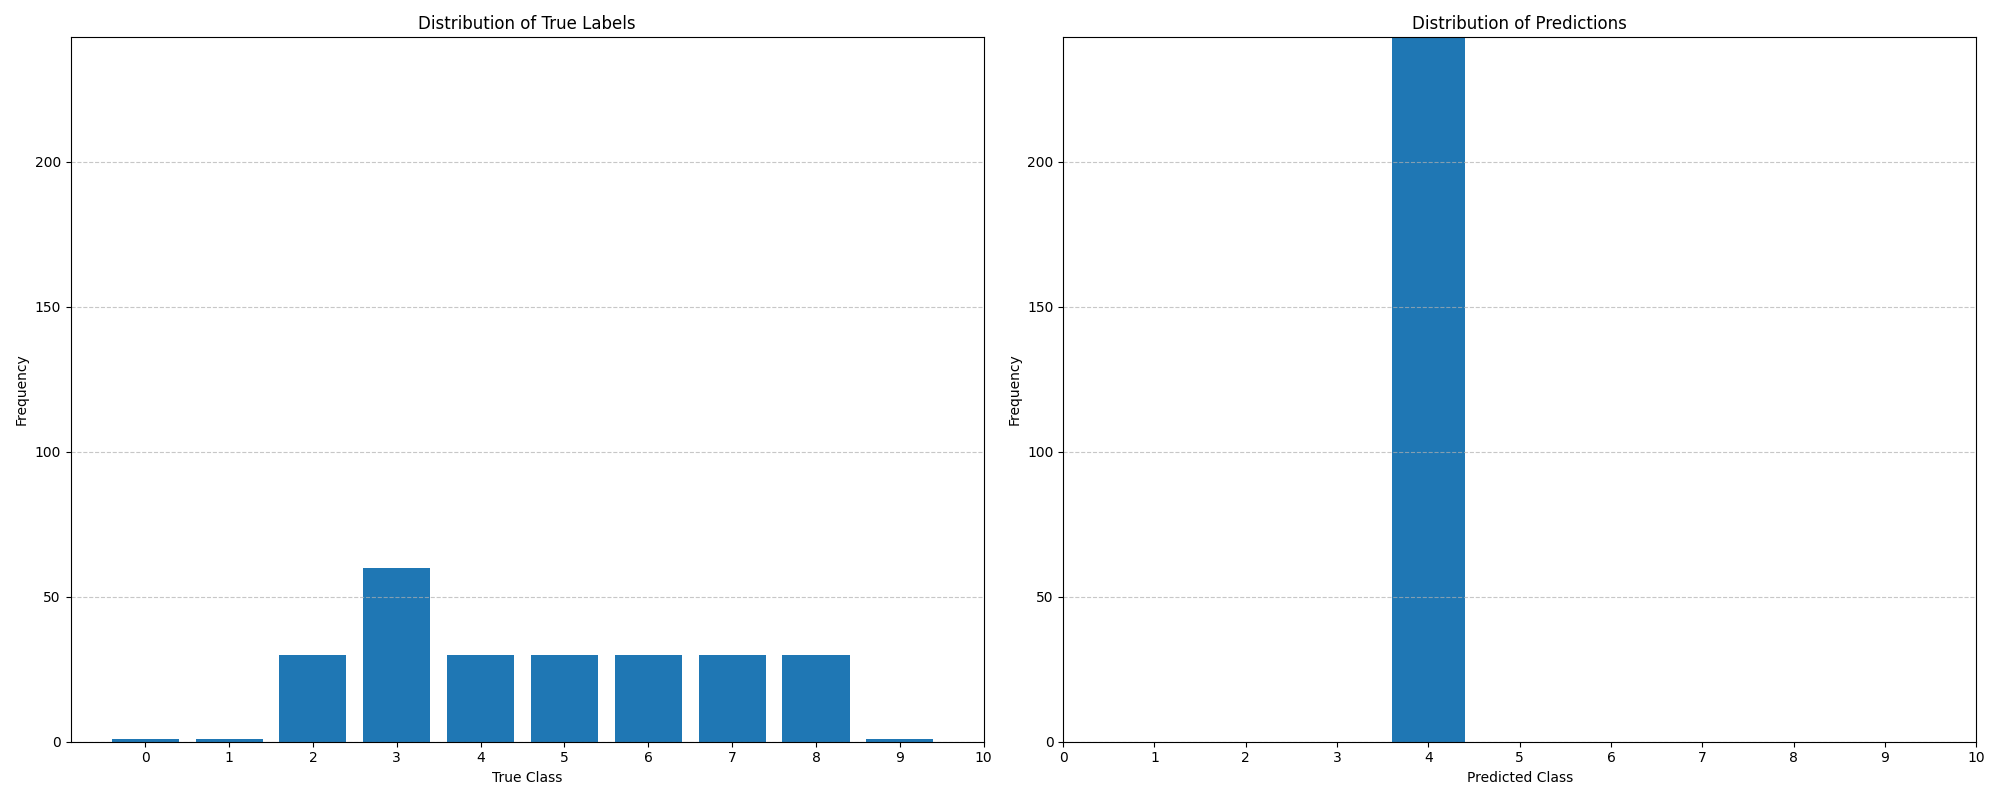 Distribution of True Labels
200
150
100
50
0
Frequency
0 1 2 3 4 5 6 7 8 9 10
True Class
Distribution of Predictions
200
150
100
50
0
Frequency
0 1 2 3 4 5 6 7 8 9 10
Predicted Class